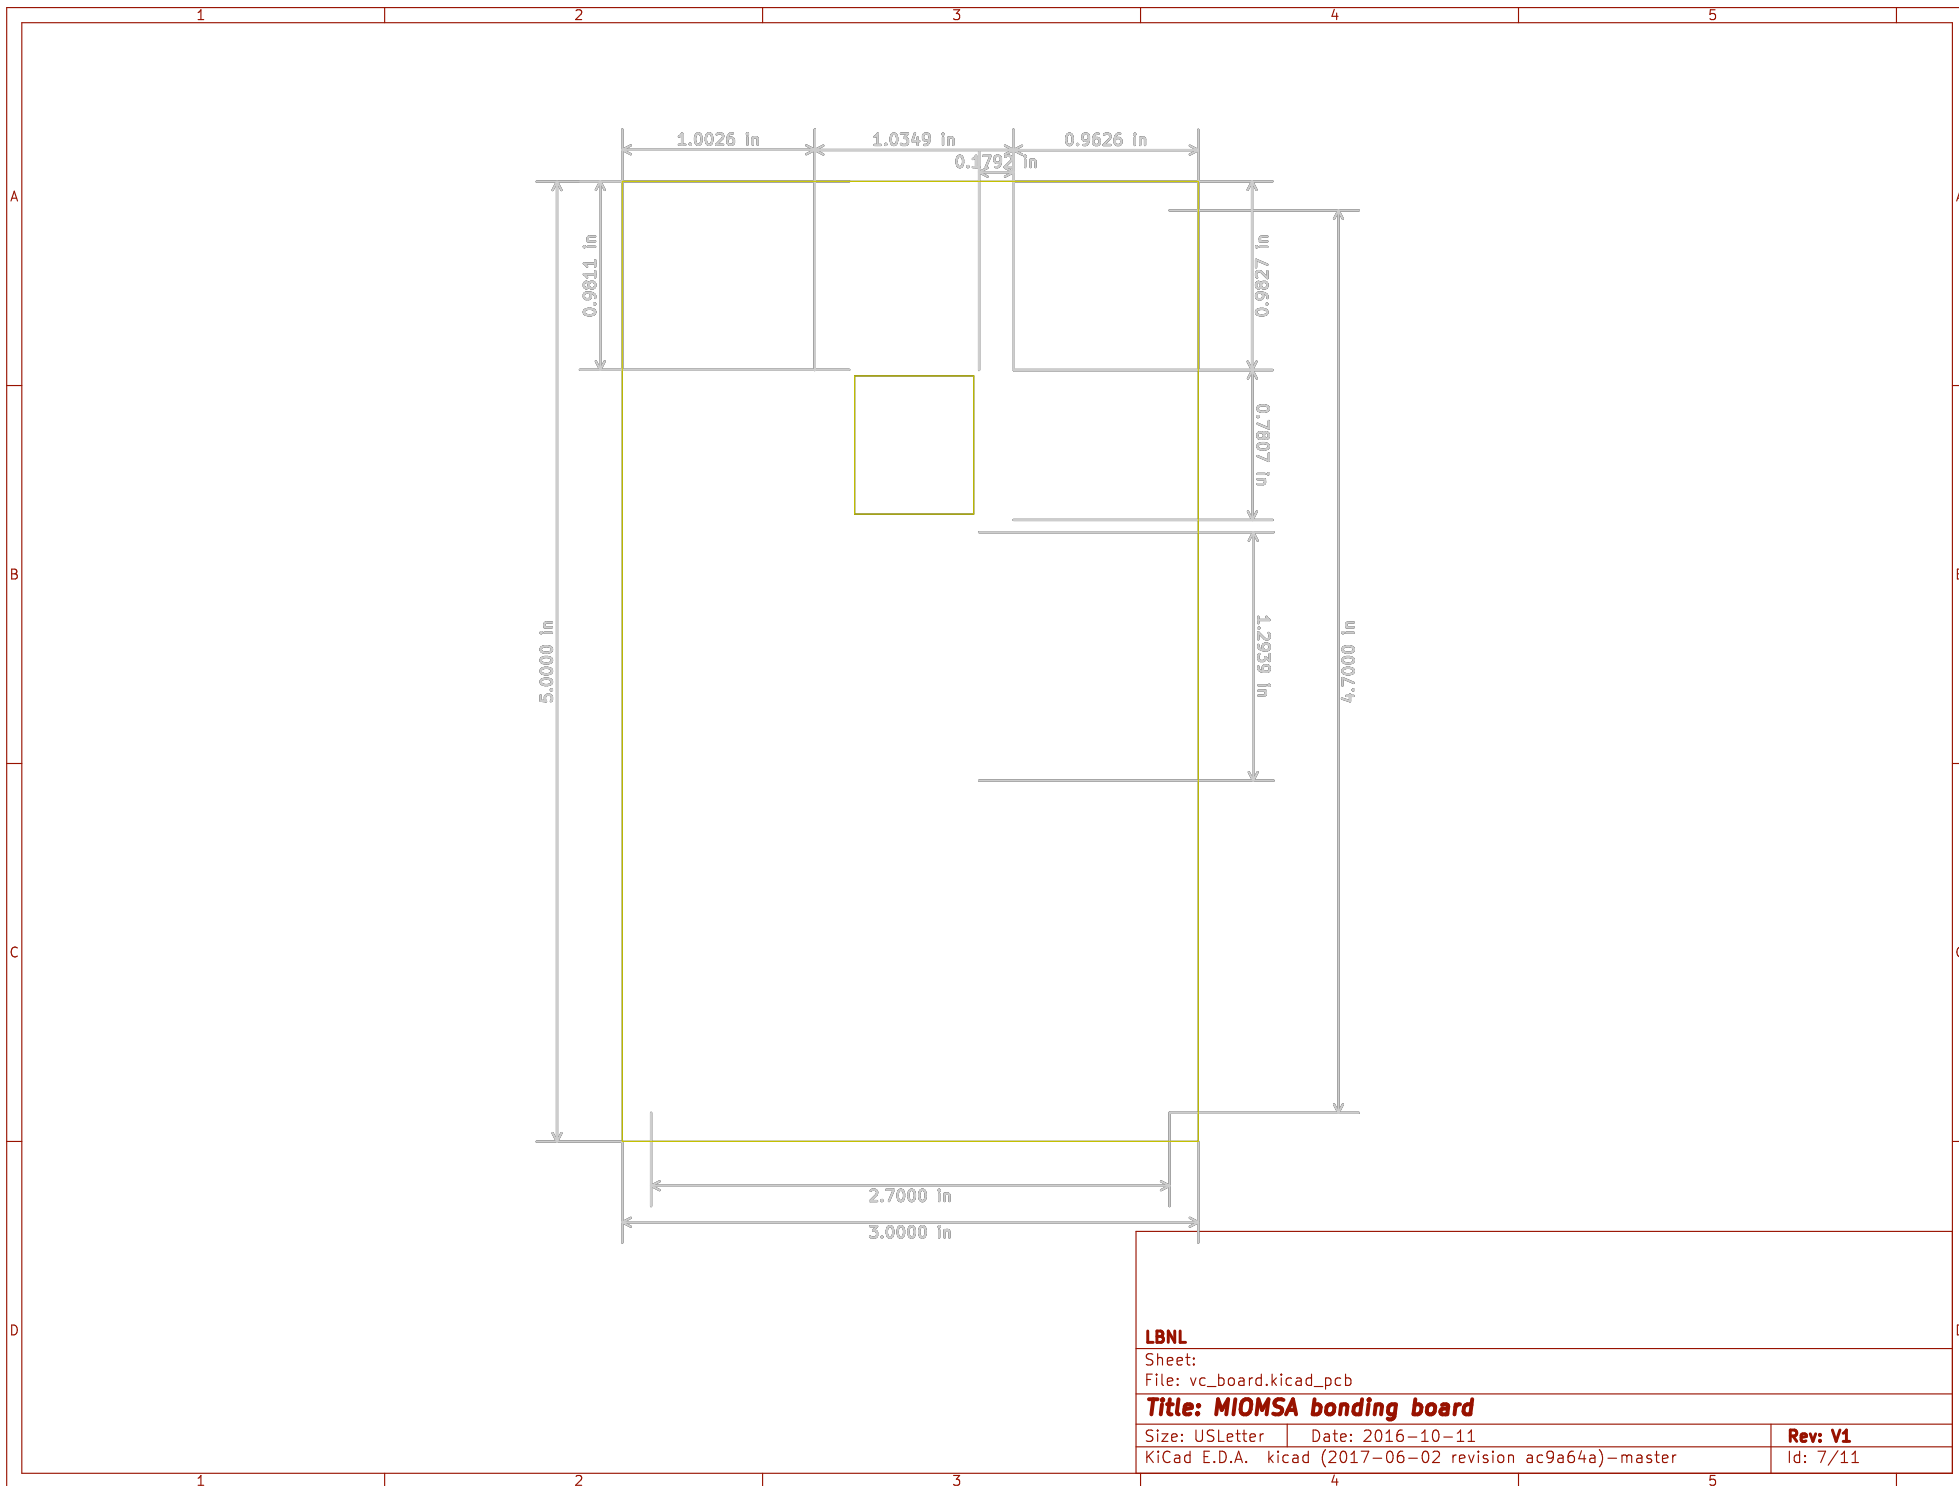 1 2 3 4 5
1.0026 in 1.0349 in 0.9626 in
0.1792 in
A
0.9811 in
0.9827 in
0.7807 in
B
5.0000 in
1.2939 in
4.7000 in
C
2.7000 in
3.0000 in
D
LBNL
Sheet:
File: vc_board.kicad_pcb
Title: MIOMSA bonding board
Size: USLetter Date: 2016-10-11 Rev: V1
KiCad E.D.A. kicad (2017-06-02 revision ac9a64a)-master Id: 7/11
1 2 3 4 5